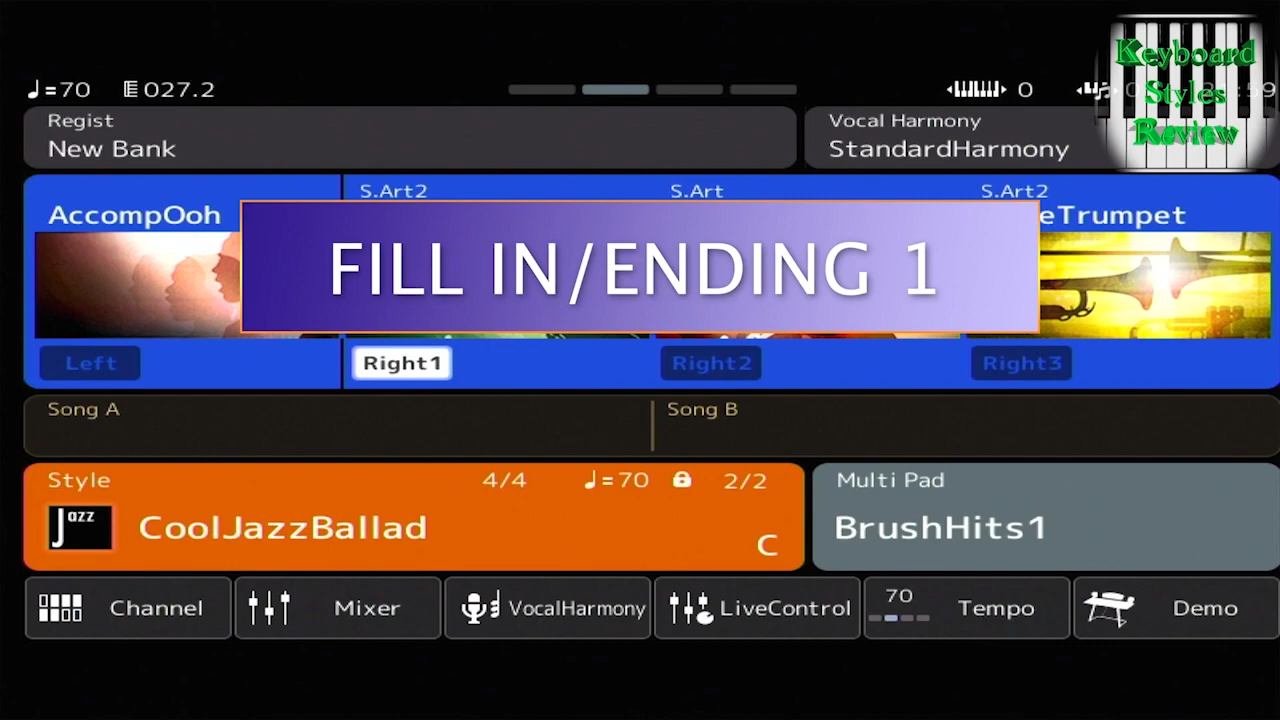 ♩=70 027.2 0
Keyboard
Styles
Review
Regist
New Bank
Vocal Harmony
StandardHarmony
S.Art2 S.Art S.Art2
AccompOoh eTrumpet
FILL IN/ENDING 1
Left Right1 Right2 Right3
Song A Song B
Style 4/4 ♩=70 2/2
Jazz CoolJazzBallad C
Multi Pad
BrushHits1
Channel Mixer VocalHarmony LiveControl 70 Tempo Demo